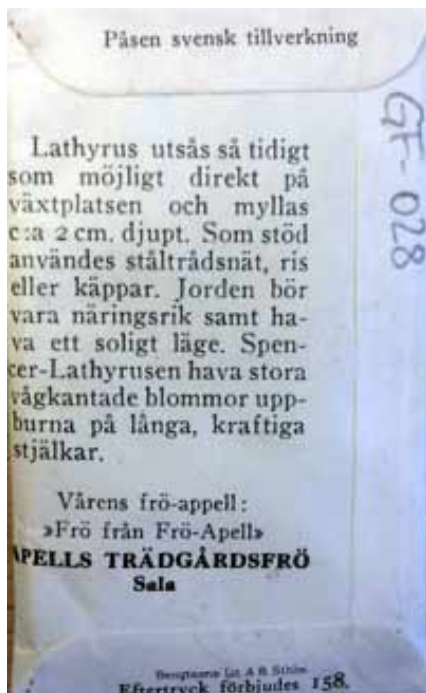 Påsen svensk tillverkning
GF-028
Lathyrus utsås så tidigt
som möjligt direkt på
växtplatsen och myllas
c:a 2 cm. djupt. Som stöd
användes ståltrådsnät, ris
eller käppar. Jorden bör
vara näringsrik samt ha-
va ett soligt läge. Spen-
cer-Lathyrusen hava stora
vågkantade blommor upp-
burna på långa, kraftiga
stjälkar.
Vårens frö-appell:
»Frö från Frö-Apell»
APELLS TRÄDGÅRDSFRÖ
Sala
Bengtsons Lit. A B Sthlm
Eftertryck förbjudes 158.